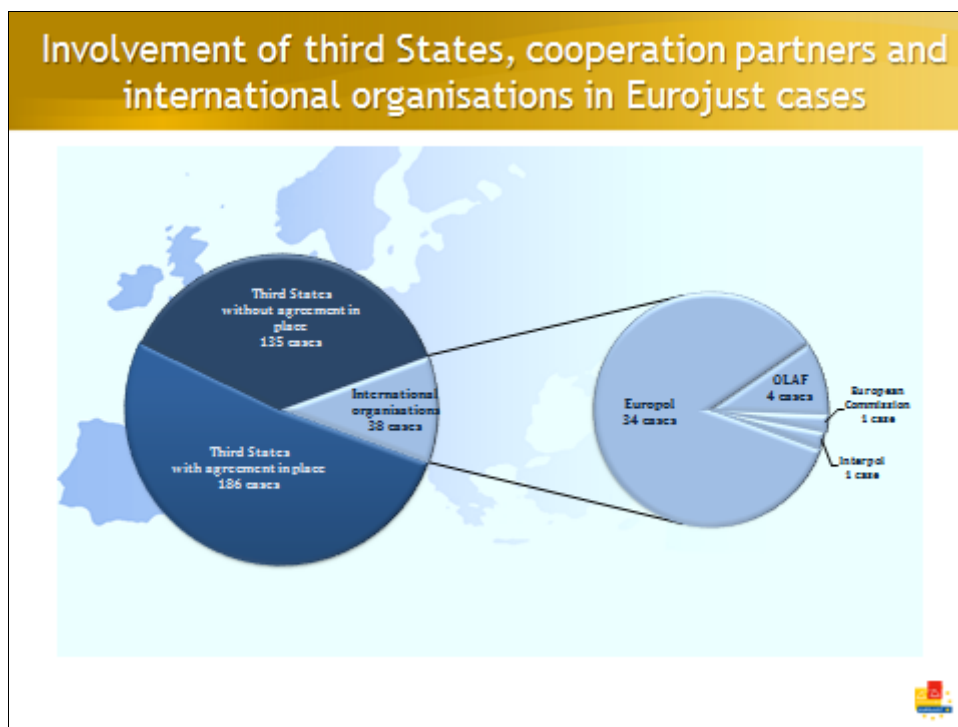 Involvement of third States, cooperation partners and
international organisations in Eurojust cases
Third States
without agreement in
place
135 cases
International
organisations
38 cases
Third States
with agreement in place
186 cases
Europol
34 cases
OLAF
4 cases
European
Commission
1 case
Interpol
1 case